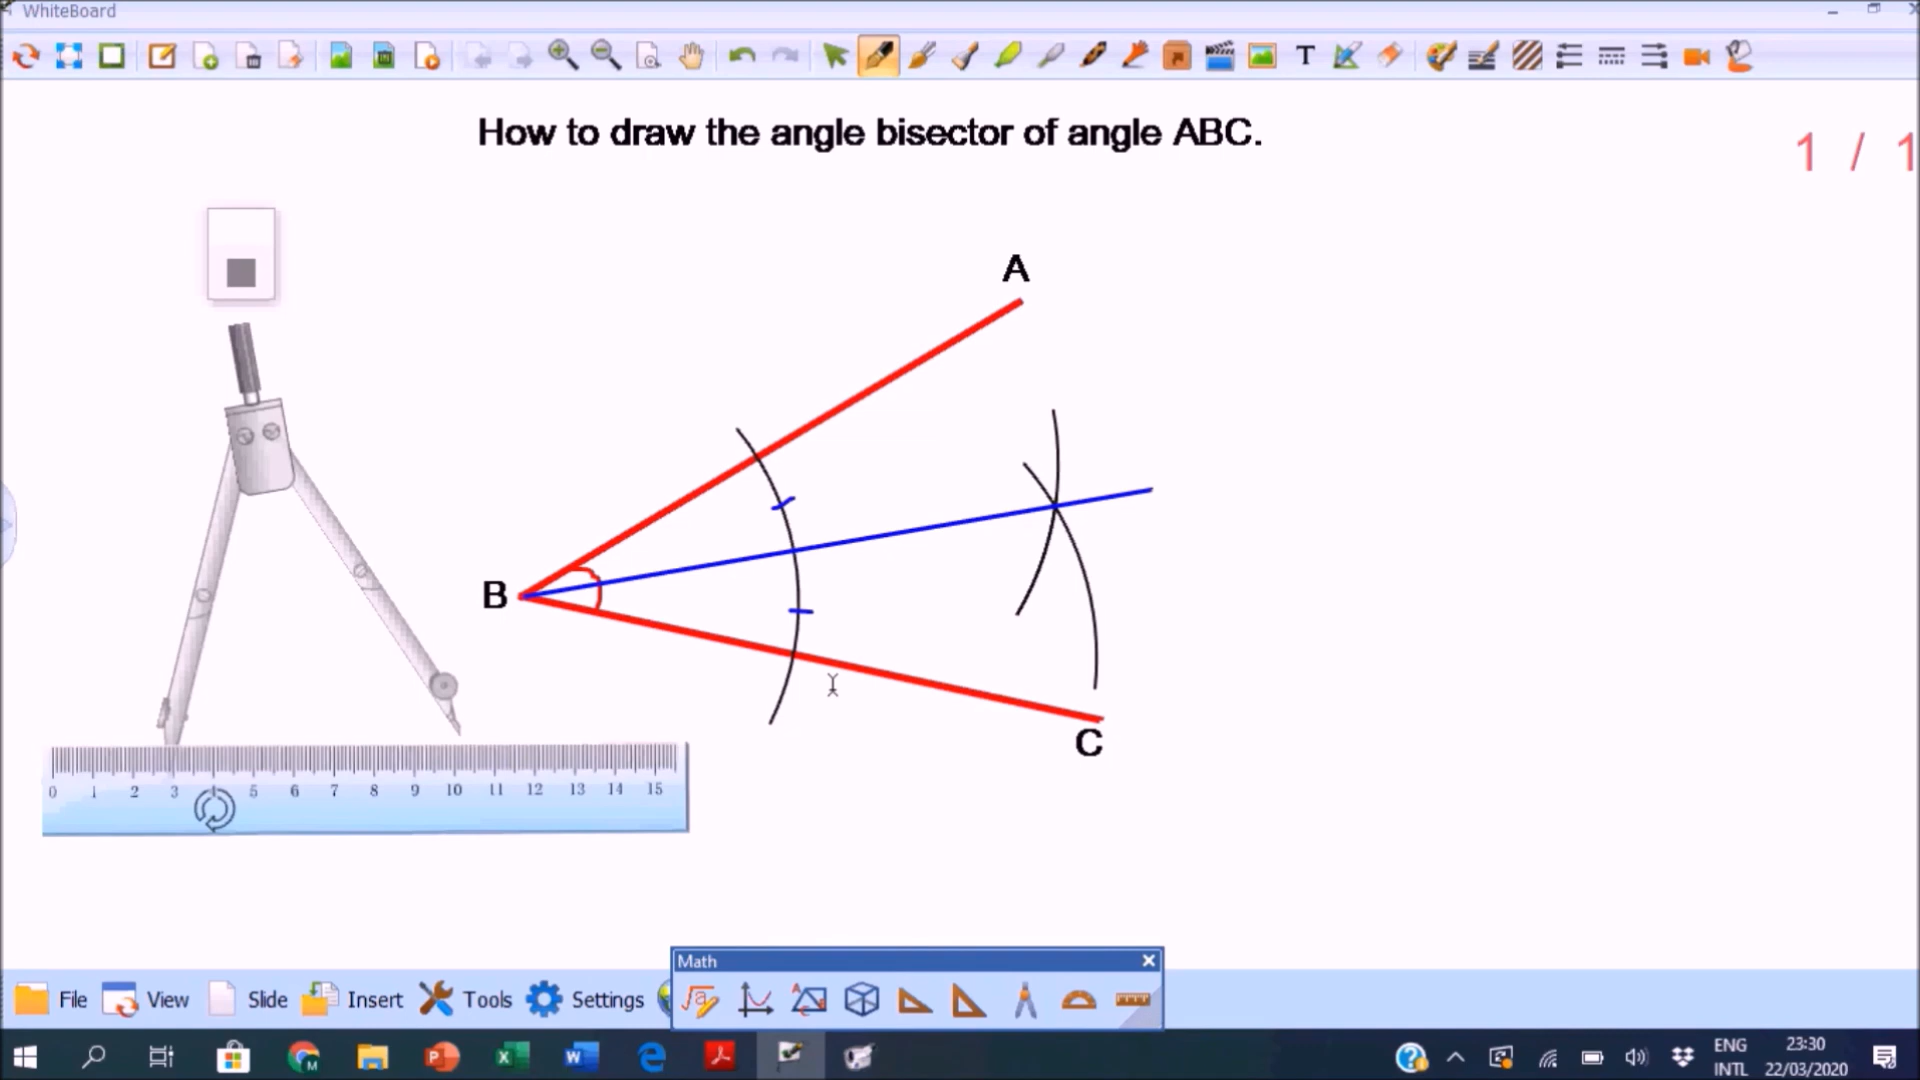 WhiteBoard
T
How to draw the angle bisector of angle ABC.
1 / 1
A
B
C
0 1 2 3 4 5 6 7 8 9 10 11 12 13 14 15
Math
File View Slide Insert Tools Settings
ENG
INTL
23:30
22/03/2020